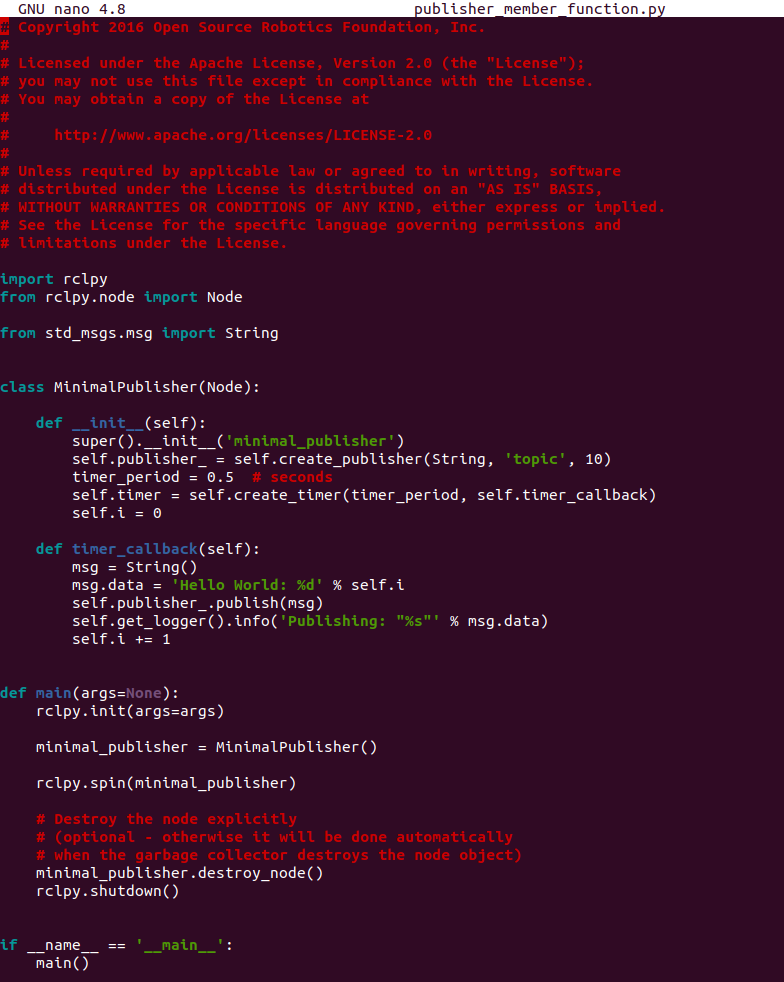 GNU nano 4.8 publisher_member_function.py
# Copyright 2016 Open Source Robotics Foundation, Inc.
#
# Licensed under the Apache License, Version 2.0 (the "License");
# you may not use this file except in compliance with the License.
# You may obtain a copy of the License at
#
#     http://www.apache.org/licenses/LICENSE-2.0
#
# Unless required by applicable law or agreed to in writing, software
# distributed under the License is distributed on an "AS IS" BASIS,
# WITHOUT WARRANTIES OR CONDITIONS OF ANY KIND, either express or implied.
# See the License for the specific language governing permissions and
# limitations under the License.

import rclpy
from rclpy.node import Node

from std_msgs.msg import String


class MinimalPublisher(Node):

    def __init__(self):
        super().__init__('minimal_publisher')
        self.publisher_ = self.create_publisher(String, 'topic', 10)
        timer_period = 0.5  # seconds
        self.timer = self.create_timer(timer_period, self.timer_callback)
        self.i = 0

    def timer_callback(self):
        msg = String()
        msg.data = 'Hello World: %d' % self.i
        self.publisher_.publish(msg)
        self.get_logger().info('Publishing: "%s"' % msg.data)
        self.i += 1


def main(args=None):
    rclpy.init(args=args)

    minimal_publisher = MinimalPublisher()

    rclpy.spin(minimal_publisher)

    # Destroy the node explicitly
    # (optional - otherwise it will be done automatically
    # when the garbage collector destroys the node object)
    minimal_publisher.destroy_node()
    rclpy.shutdown()


if __name__ == '__main__':
    main()